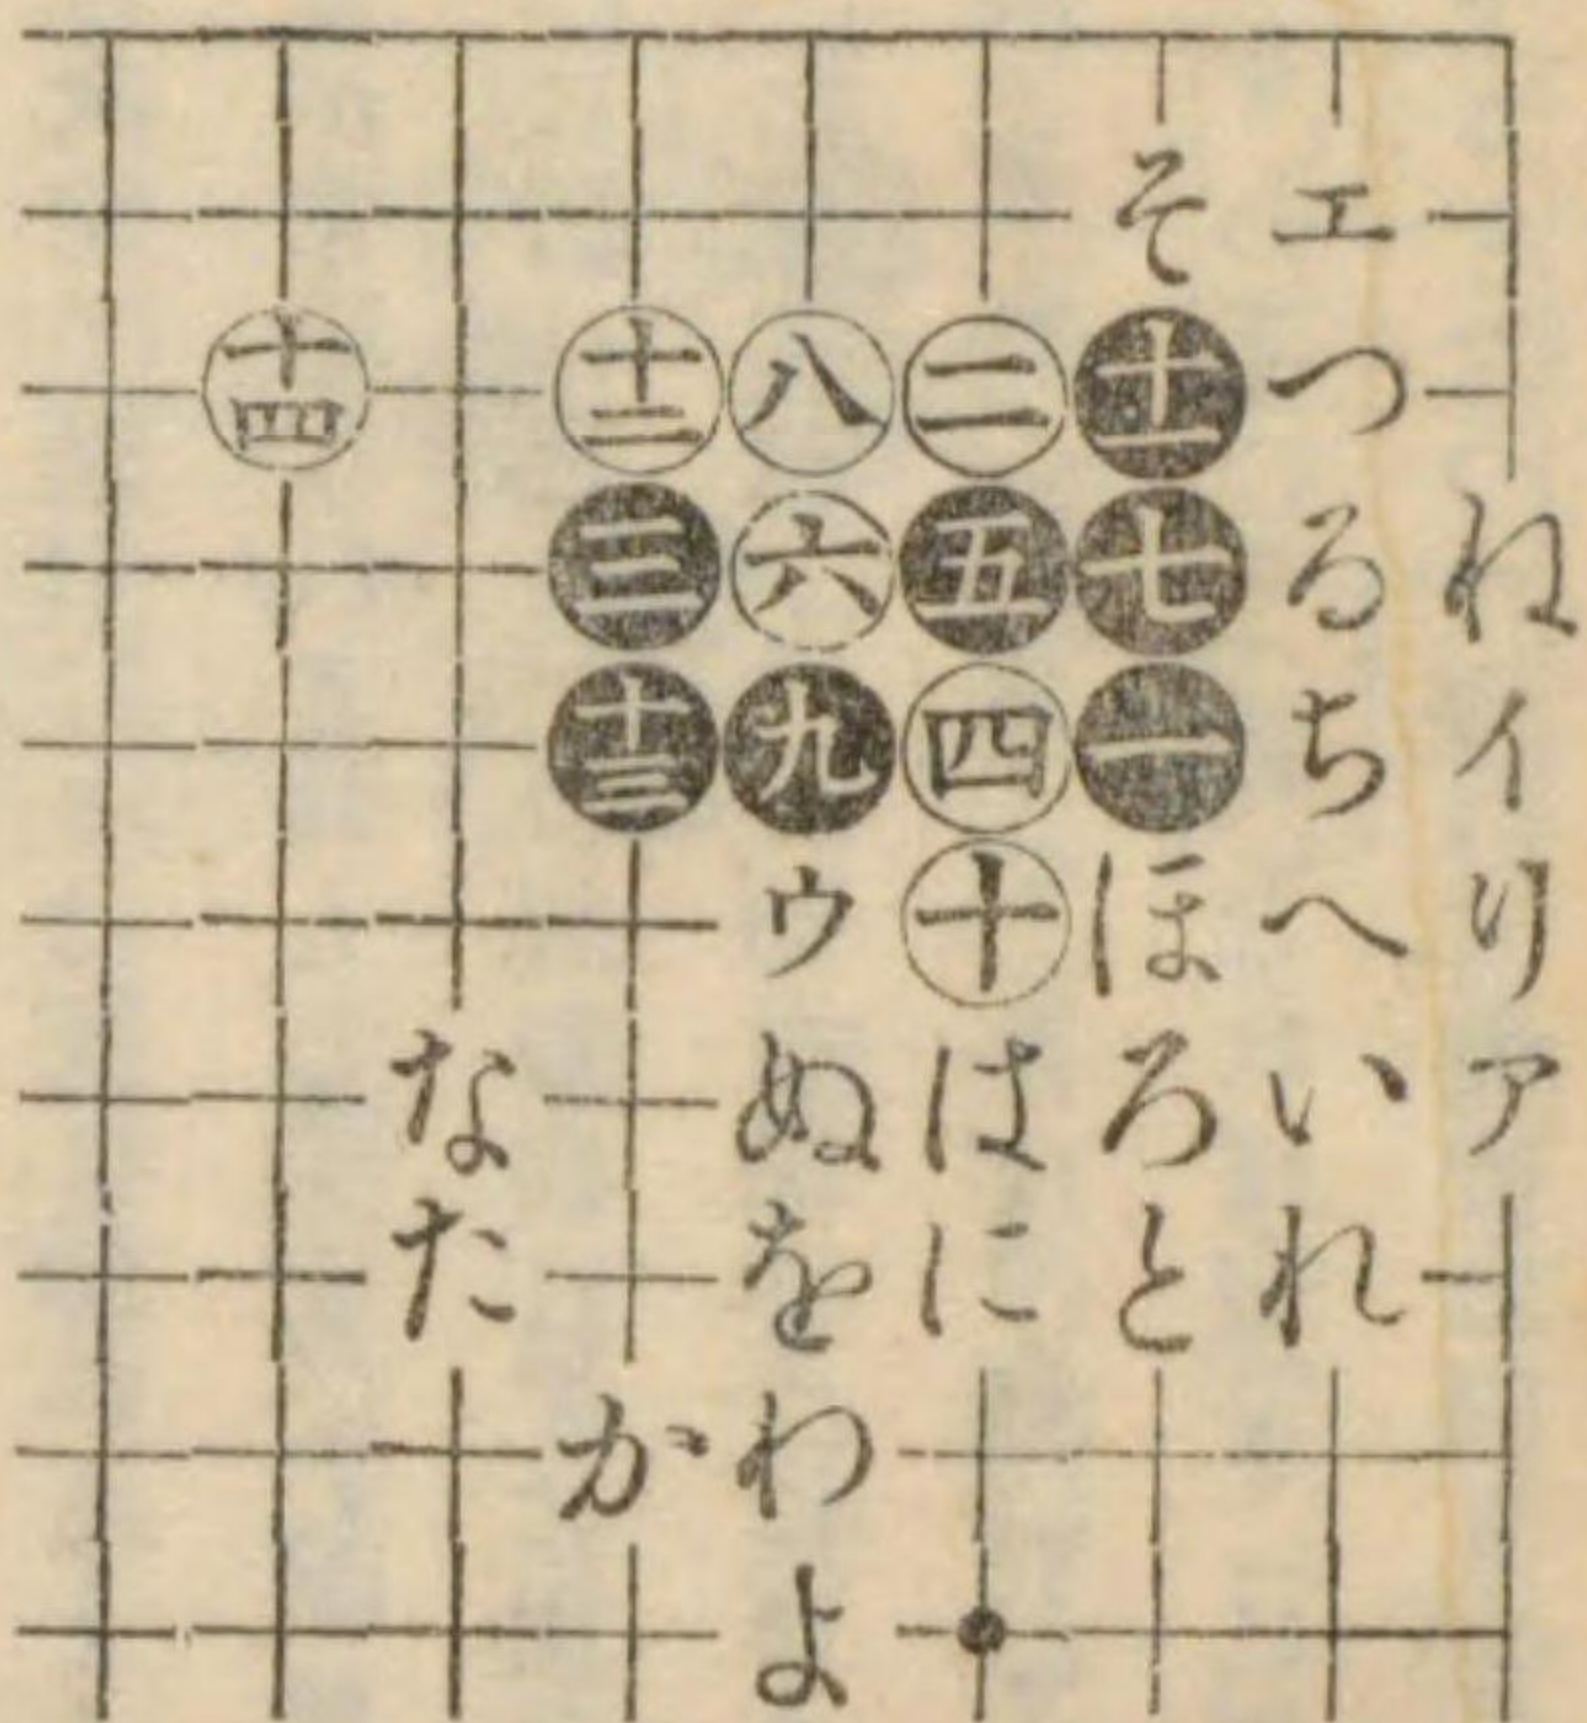 そ エ
十四 十二 八 二 十一 つ
三 六 五 七 る ね
十三 九 四 一 ち イ
ウ 十 ほ へ り
な ぬ は ろ い ア
た を に と れ
か わ
よ